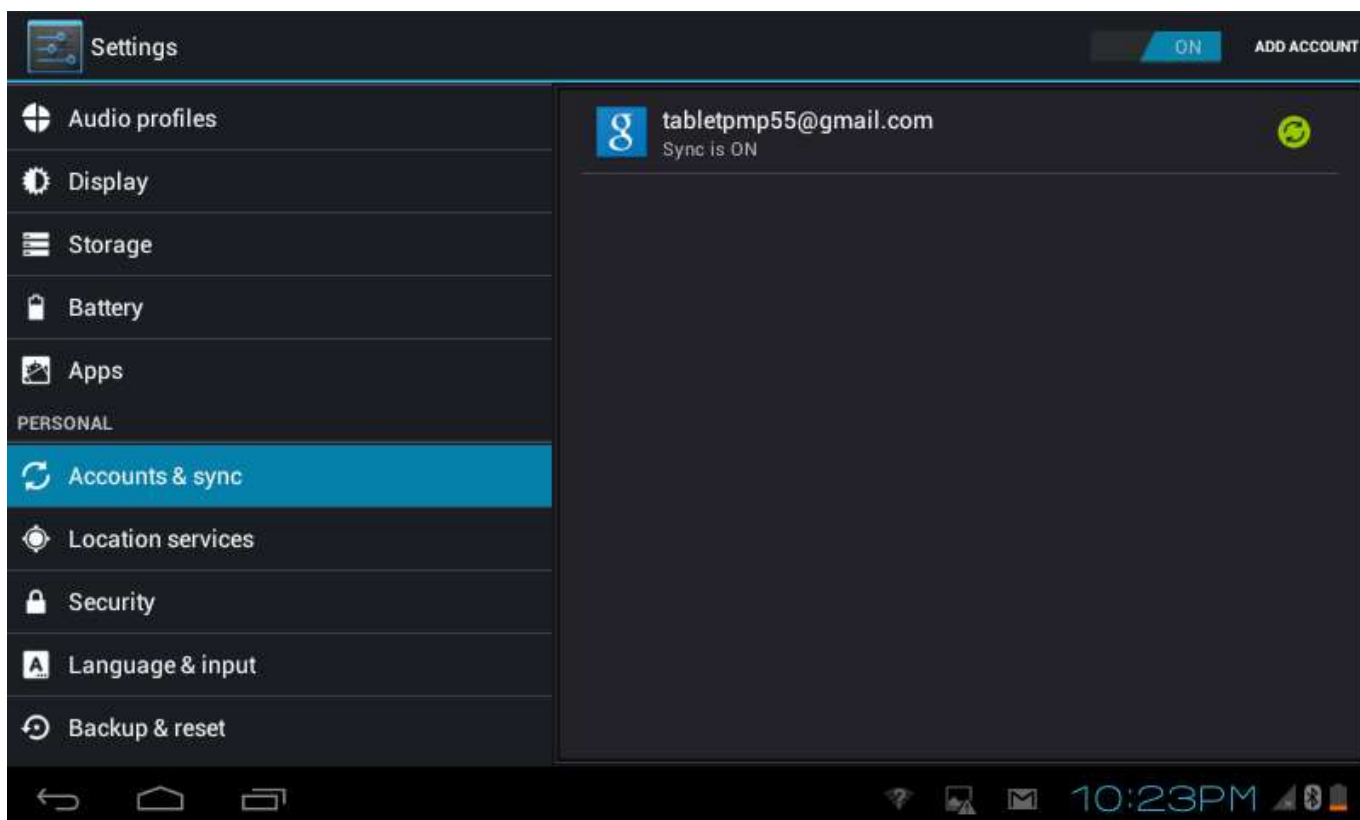 Settings
ON
ADD ACCOUNT
Audio profiles
Display
Storage
Battery
Apps
PERSONAL
Accounts & sync
Location services
Security
Language & input
Backup & reset
tabletpmp55@gmail.com
Sync is ON
10:23PM